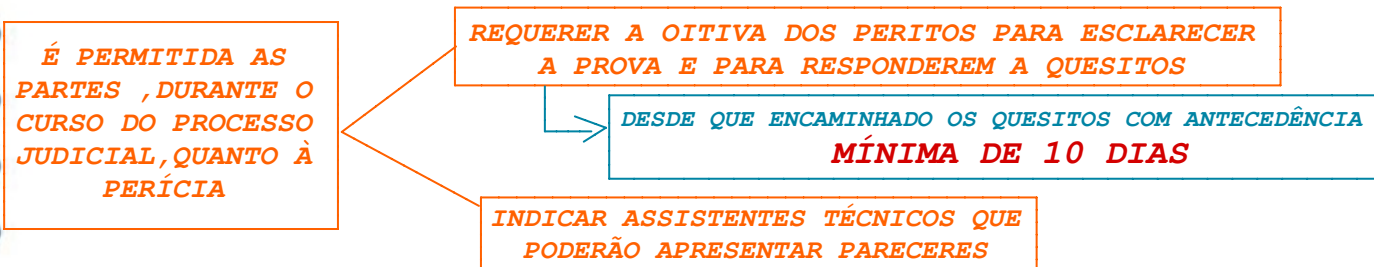 É PERMITIDA AS
PARTES ,DURANTE O
CURSO DO PROCESSO
JUDICIAL,QUANTO À
PERÍCIA
REQUERER A OITIVA DOS PERITOS PARA ESCLARECER
A PROVA E PARA RESPONDEREM A QUESITOS
DESDE QUE ENCAMINHADO OS QUESITOS COM ANTECEDÊNCIA
MÍNIMA DE 10 DIAS
INDICAR ASSISTENTES TÉCNICOS QUE
PODERÃO APRESENTAR PARECERES